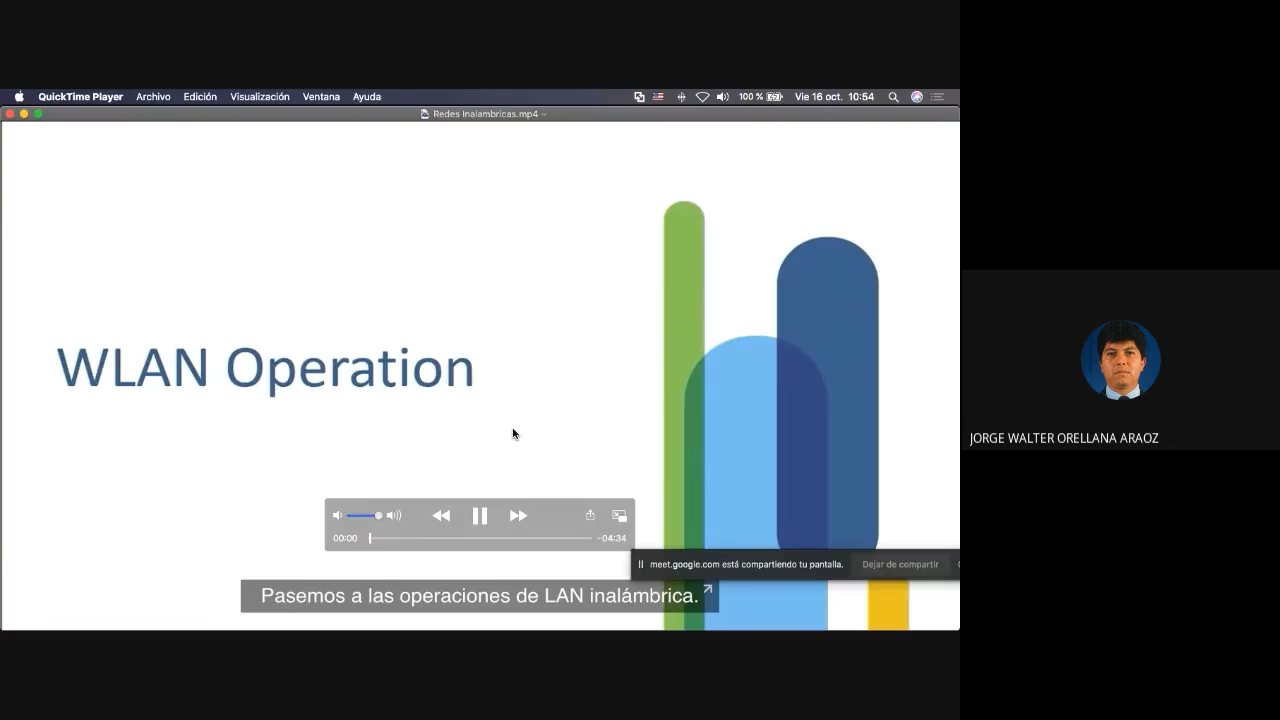 QuickTime Player Archivo Edición Visualización Ventana Ayuda 100 % Vie 16 oct. 10:54
Redes Inalambricas.mp4
WLAN Operation
00:00 -04:34
meet.google.com está compartiendo tu pantalla. Dejar de compartir
Pasemos a las operaciones de LAN inalámbrica.
JORGE WALTER ORELLANA ARAOZ